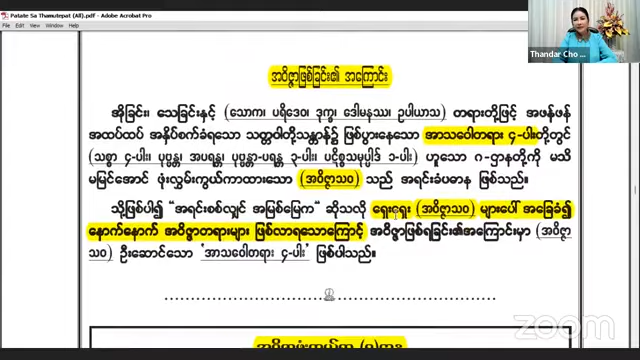 Patate Sa Thamutepat (All).pdf - Adobe Acrobat Pro
File Edit View Window Help
Thandar Cho ...
အဝိဇ္ဇာဖြစ်ခြင်း၏ အကြောင်း
အိုခြင်း၊ သေခြင်းနှင့် (သောက၊ ပရိဒေဝ၊ ဒုက္ခ၊ ဒေါမနဿ၊ ဥပါယာသ) တရားတို့ဖြင့် အဖန်ဖန်
အထပ်ထပ် အနှိပ်စက်ခံရသော သတ္တဝါတို့သန္တာန်၌ ဖြစ်ပွားနေသော အာသဝေါတရား ၄-ပါးတို့တွင်
(သစ္စာ ၄-ပါး၊ ပုဗ္ဗန္တ၊ အပရန္တ၊ ပုဗ္ဗန္တာ-ပရန္တ ၃-ပါး၊ ပဋိစ္စသမုပ္ပါဒ် ၁-ပါး) ဟူသော ဂ-ဌာနတို့ကို မသိ
မမြင်အောင် ဖုံးလွှမ်းကွယ်ကာထားသော (အဝိဇ္ဇာသဝ) သည် အရင်းခံပဓာန ဖြစ်သည်။
သို့ဖြစ်ပါ၍ "အရင်းစစ်လျှင် အမြစ်မြေက" ဆိုသလို ရှေးရှေး (အဝိဇ္ဇာသဝ) များပေါ် အခြေခံ၍
နောက်နောက် အဝိဇ္ဇာတရားများ ဖြစ်လာရသောကြောင့် အဝိဇ္ဇာဖြစ်ရခြင်း၏အကြောင်းမှာ (အဝိဇ္ဇာ
သဝ) ဦးဆောင်သော 'အာသဝေါတရား ၄-ပါး' ဖြစ်ပါသည်။
LIVE
zoom